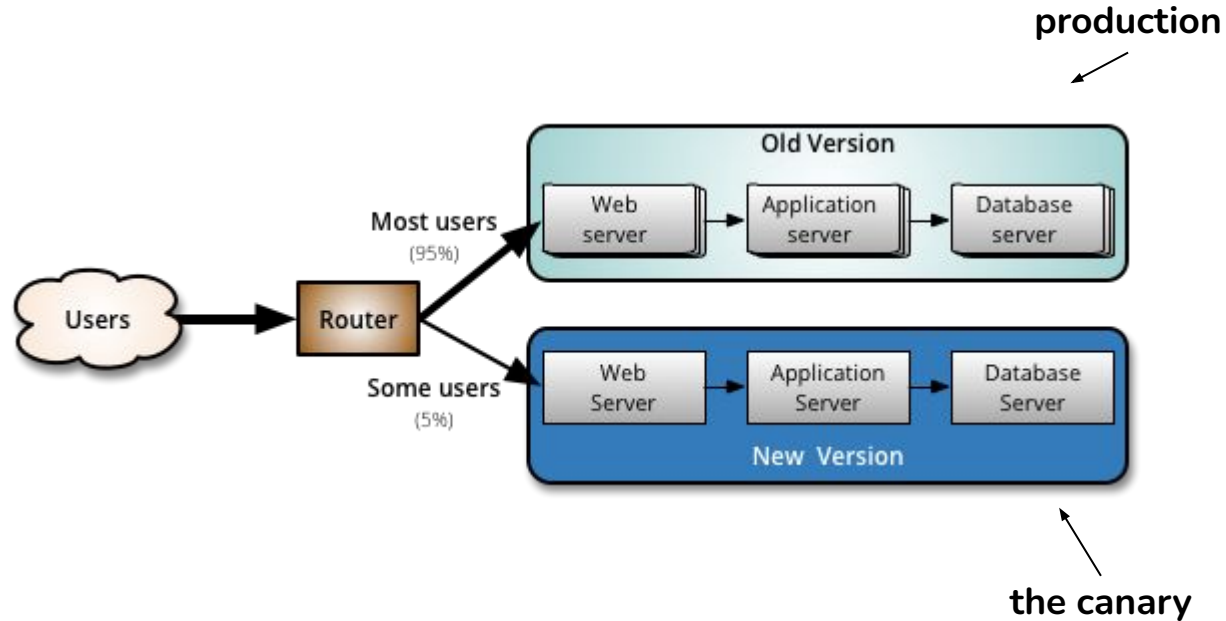 production
Old Version
Web
server
Application
server
Database
server
Most users
(95%)
Users
Router
Some users
(5%)
Web
Server
Application
Server
Database
Server
New Version
the canary